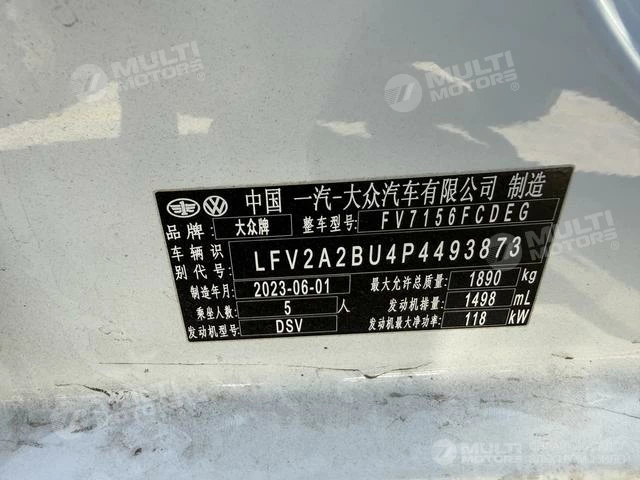 MULTI
MOTORS
MULTI
MOTORS
中国 一汽-大众汽车有限公司 制造
品牌: 大众牌 整车型号: FV7156FCDEG
车辆识
别代号: LFV2A2BU4P4493873
制造年月: 2023-06-01 最大允许总质量: 1890 kg
乘坐人数: 5 人 发动机排量: 1498 mL
发动机型号: DSV 发动机最大净功率: 118 kW
MULTI
MOTORS
MULTI
MOTORS